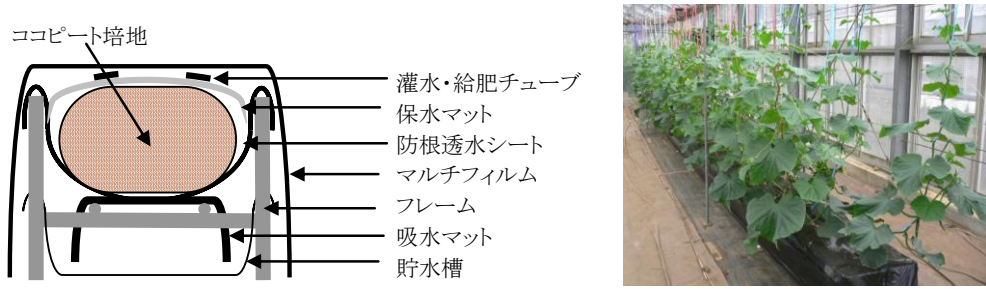 ココピート培地
灌水・給肥チューブ
保水マット
防根透水シート
マルチフィルム
フレーム
吸水マット
貯水槽